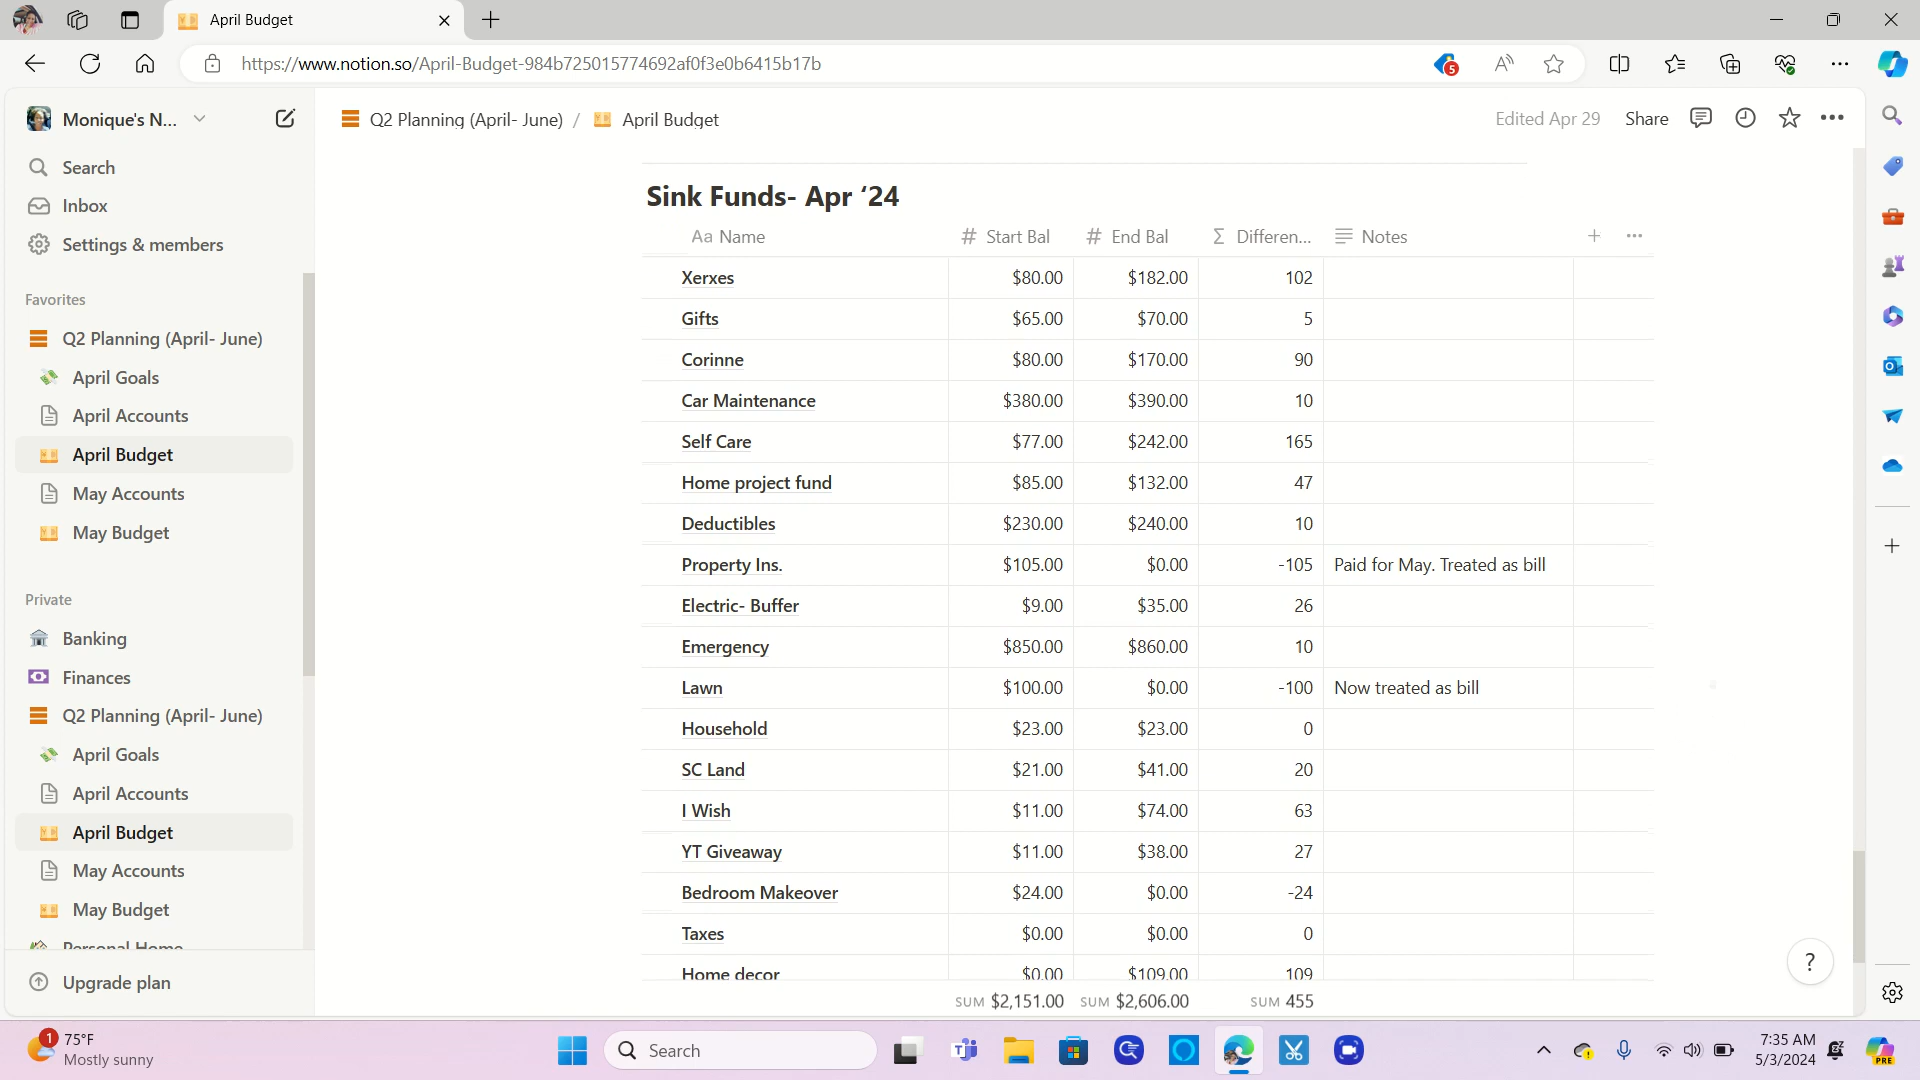 April Budget
https://www.notion.so/April-Budget-984b725015774692af0f3e0b6415b17b
5
Monique's N...
Q2 Planning (April- June) / April Budget
Edited Apr 29 Share
Search
Inbox
Settings & members
Favorites
Q2 Planning (April- June)
April Goals
April Accounts
April Budget
May Accounts
May Budget
Private
Banking
Finances
Q2 Planning (April- June)
April Goals
April Accounts
April Budget
May Accounts
May Budget
Personal Home
Upgrade plan
Sink Funds- Apr ‘24
Aa Name # Start Bal # End Bal Σ Differen... Notes
Xerxes $80.00 $182.00 102
Gifts $65.00 $70.00 5
Corinne $80.00 $170.00 90
Car Maintenance $380.00 $390.00 10
Self Care $77.00 $242.00 165
Home project fund $85.00 $132.00 47
Deductibles $230.00 $240.00 10
Property Ins. $105.00 $0.00 -105 Paid for May. Treated as bill
Electric- Buffer $9.00 $35.00 26
Emergency $850.00 $860.00 10
Lawn $100.00 $0.00 -100 Now treated as bill
Household $23.00 $23.00 0
SC Land $21.00 $41.00 20
I Wish $11.00 $74.00 63
YT Giveaway $11.00 $38.00 27
Bedroom Makeover $24.00 $0.00 -24
Taxes $0.00 $0.00 0
Home decor $0.00 $109.00 109
SUM $2,151.00 SUM $2,606.00 SUM 455
?
1
75°F
Mostly sunny
Search
7:35 AM
5/3/2024
PRE